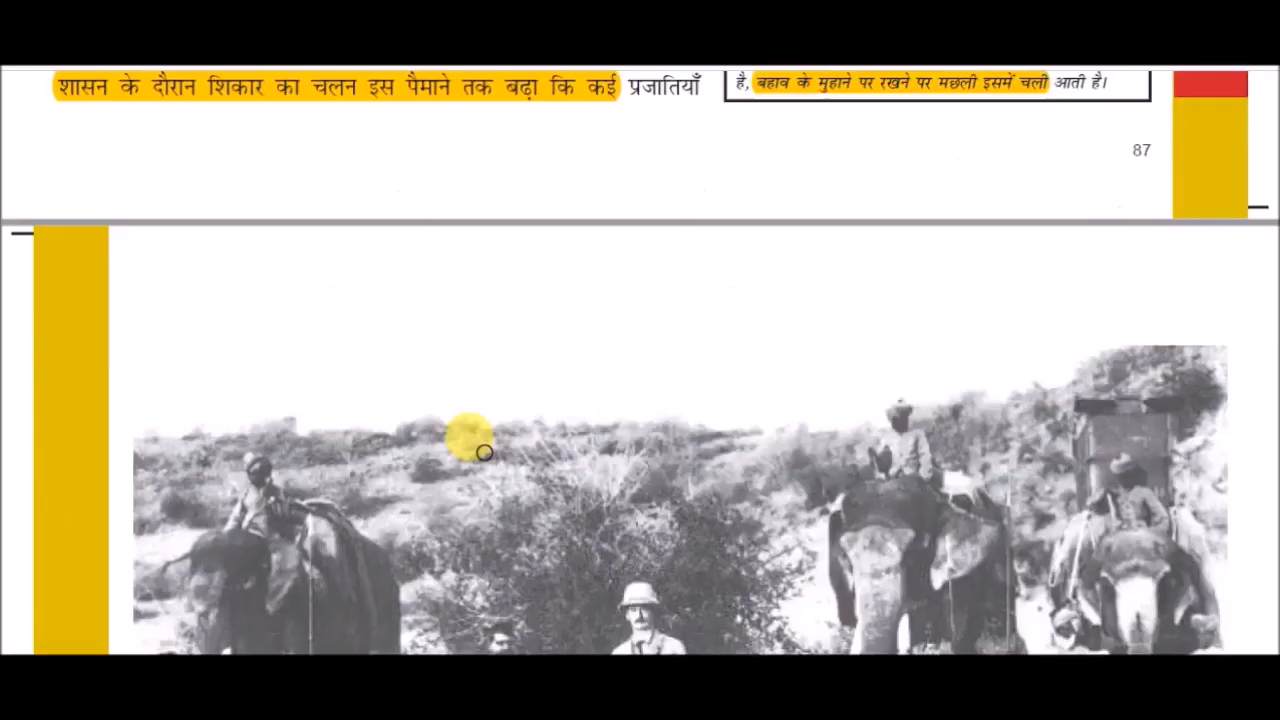 शासन के दौरान शिकार का चलन इस पैमाने तक बढ़ा कि कई प्रजातियाँ
है, बहाव के मुहाने पर रखने पर मछली इसमें चली आती है।
87